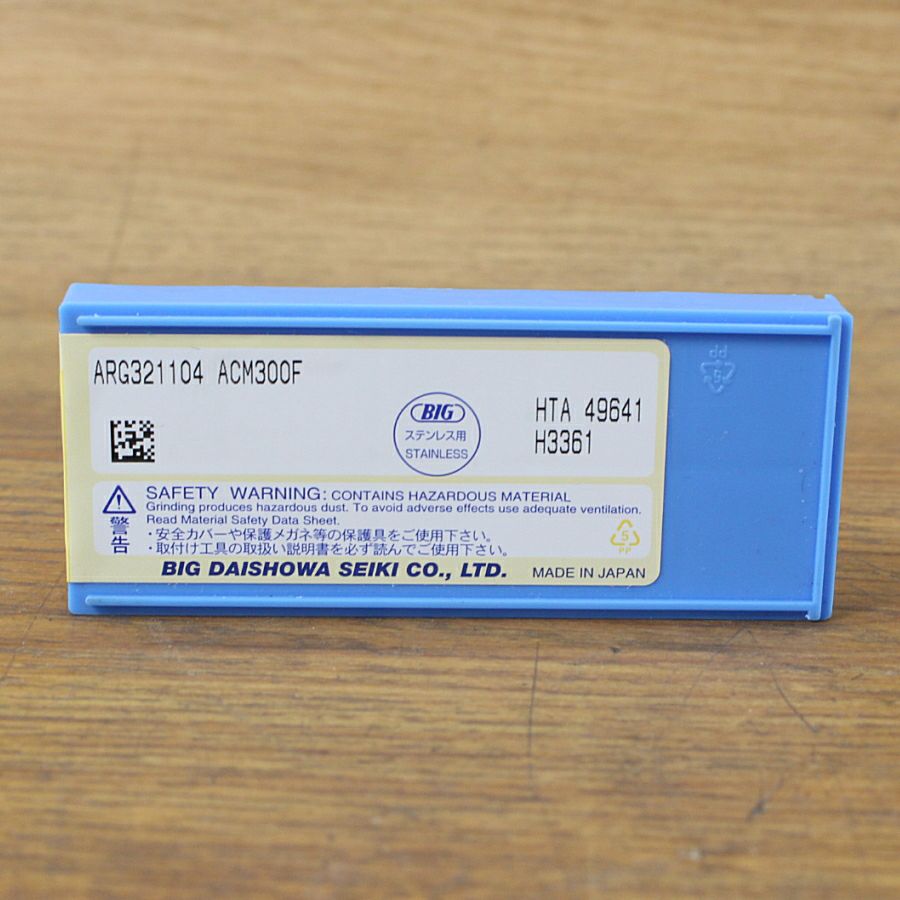 ARG321104 ACM300F
BIG
ステンレス用
STAINLESS
HTA 49641
H3361
警告
SAFETY WARNING: CONTAINS HAZARDOUS MATERIAL
Grinding produces hazardous dust. To avoid adverse effects use adequate ventilation.
Read Material Safety Data Sheet.
・安全カバーや保護メガネ等の保護具をご使用下さい。
・取付け工具の取扱い説明書を必ず読んでご使用下さい。
5
PP
BIG DAISHOWA SEIKI CO., LTD.
MADE IN JAPAN
PP
5